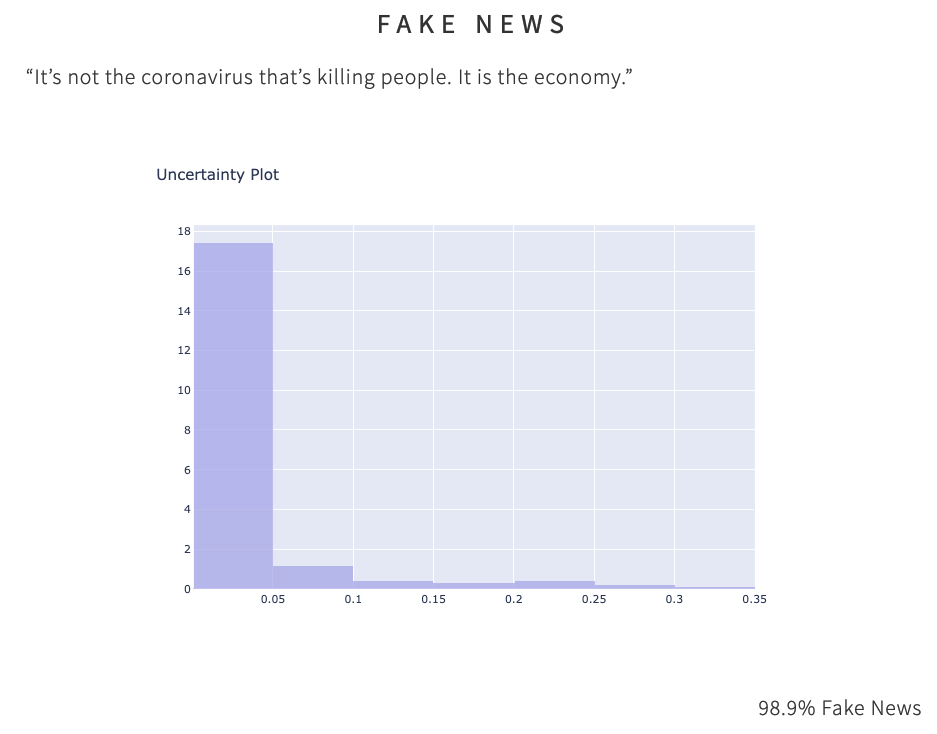 FAKE NEWS
“It’s not the coronavirus that’s killing people. It is the economy.”
Uncertainty Plot
18
16
14
12
10
8
6
4
2
0
0.05 0.1 0.15 0.2 0.25 0.3 0.35
98.9% Fake News